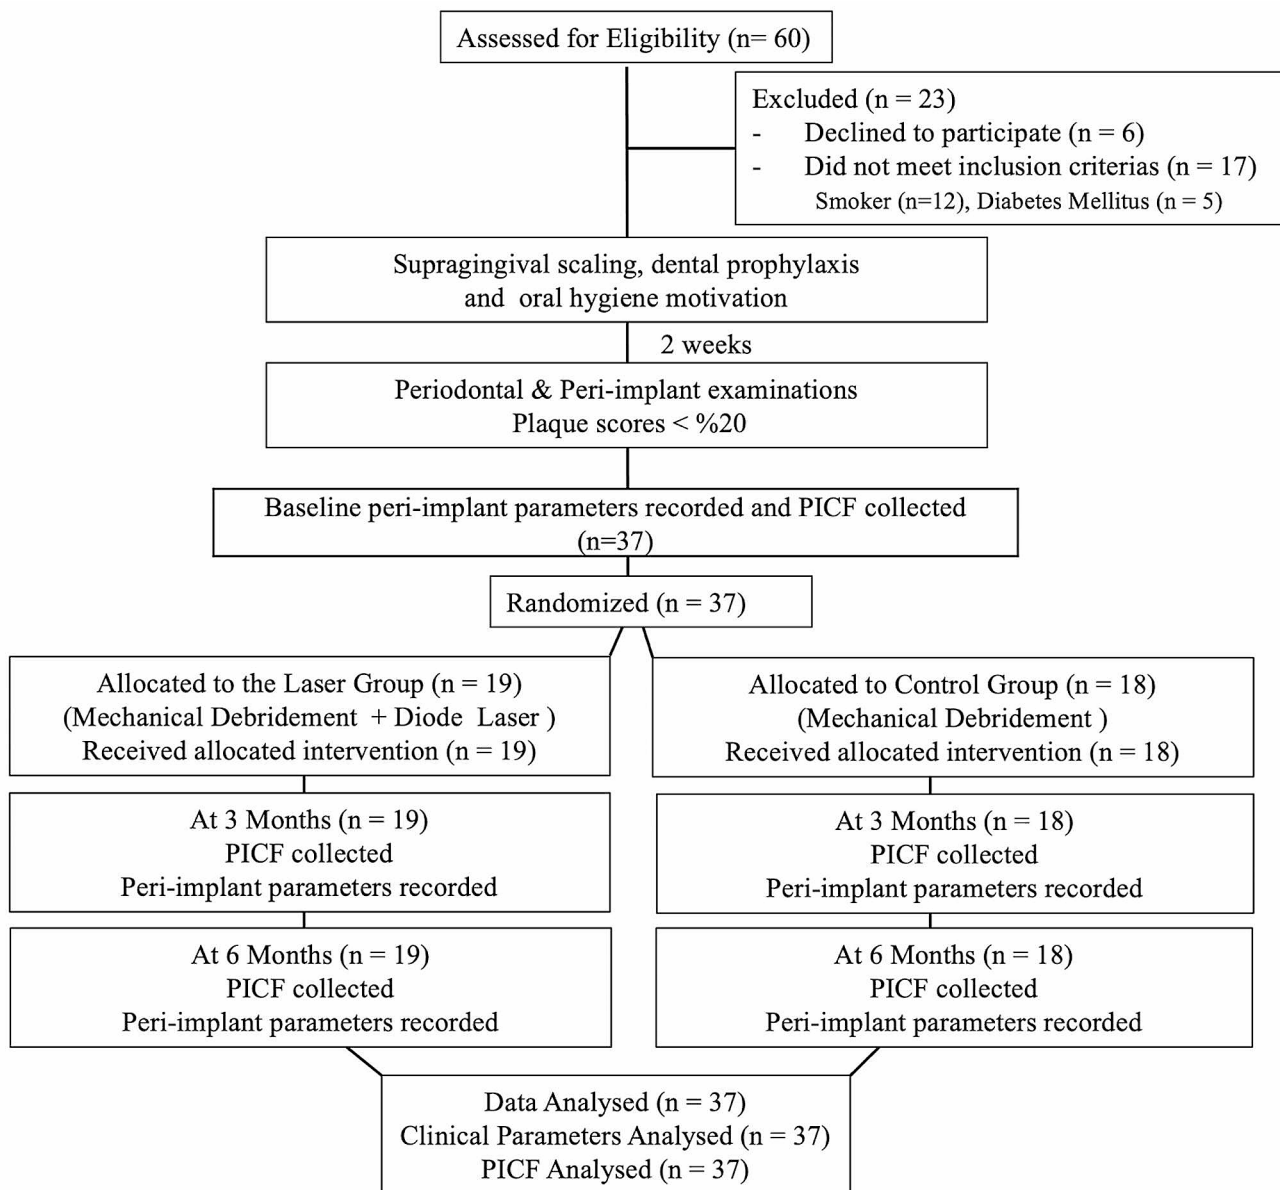 Assessed for Eligibility (n= 60)
Excluded (n = 23)
- Declined to participate (n = 6)
- Did not meet inclusion criterias (n = 17)
Smoker (n=12), Diabetes Mellitus (n = 5)
Supragingival scaling, dental prophylaxis
and oral hygiene motivation
2 weeks
Periodontal & Peri-implant examinations
Plaque scores < %20
Baseline peri-implant parameters recorded and PICF collected
(n=37)
Randomized (n = 37)
Allocated to the Laser Group (n = 19)
(Mechanical Debridement + Diode Laser )
Received allocated intervention (n = 19)
Allocated to Control Group (n = 18)
(Mechanical Debridement )
Received allocated intervention (n = 18)
At 3 Months (n = 19)
PICF collected
Peri-implant parameters recorded
At 3 Months (n = 18)
PICF collected
Peri-implant parameters recorded
At 6 Months (n = 19)
PICF collected
Peri-implant parameters recorded
At 6 Months (n = 18)
PICF collected
Peri-implant parameters recorded
Data Analysed (n = 37)
Clinical Parameters Analysed (n = 37)
PICF Analysed (n = 37)